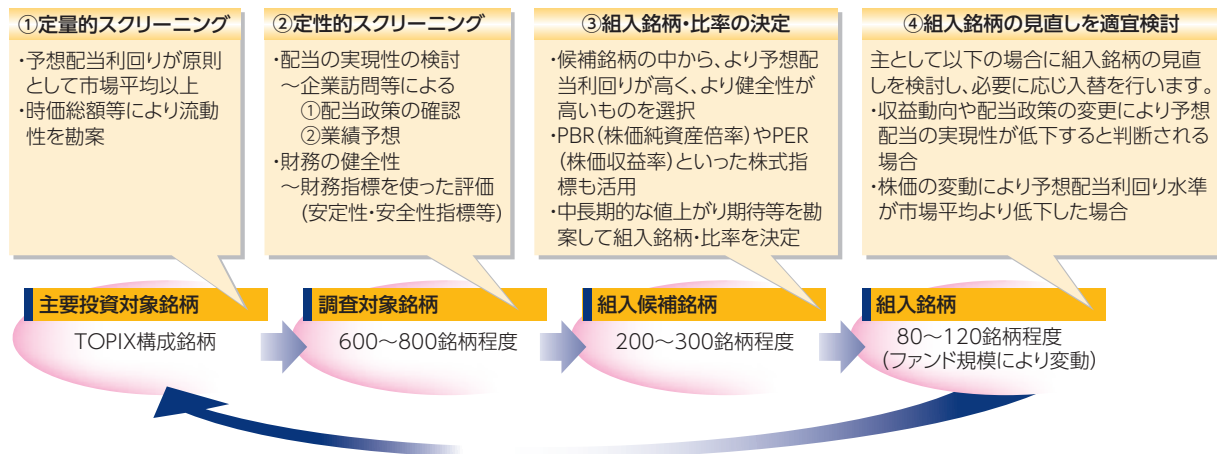 ①定量的スクリーニング
・予想配当利回りが原則
として市場平均以上
・時価総額等により流動
性を勘案
②定性的スクリーニング
・配当の実現性の検討
～企業訪問等による
①配当政策の確認
②業績予想
・財務の健全性
～財務指標を使った評価
(安定性・安全性指標等)
③組入銘柄・比率の決定
・候補銘柄の中から、より予想配
当利回りが高く、より健全性が
高いものを選択
・PBR(株価純資産倍率)やPER
(株価収益率)といった株式指
標も活用
・中長期的な値上がり期待等を勘
案して組入銘柄・比率を決定
④組入銘柄の見直しを適宜検討
主として以下の場合に組入銘柄の見直
しを検討し、必要に応じ入替を行います。
・収益動向や配当政策の変更により予想
配当の実現性が低下すると判断される
場合
・株価の変動により予想配当利回り水準
が市場平均より低下した場合
主要投資対象銘柄
TOPIX構成銘柄
調査対象銘柄
600～800銘柄程度
組入候補銘柄
200～300銘柄程度
組入銘柄
80～120銘柄程度
(ファンド規模により変動)